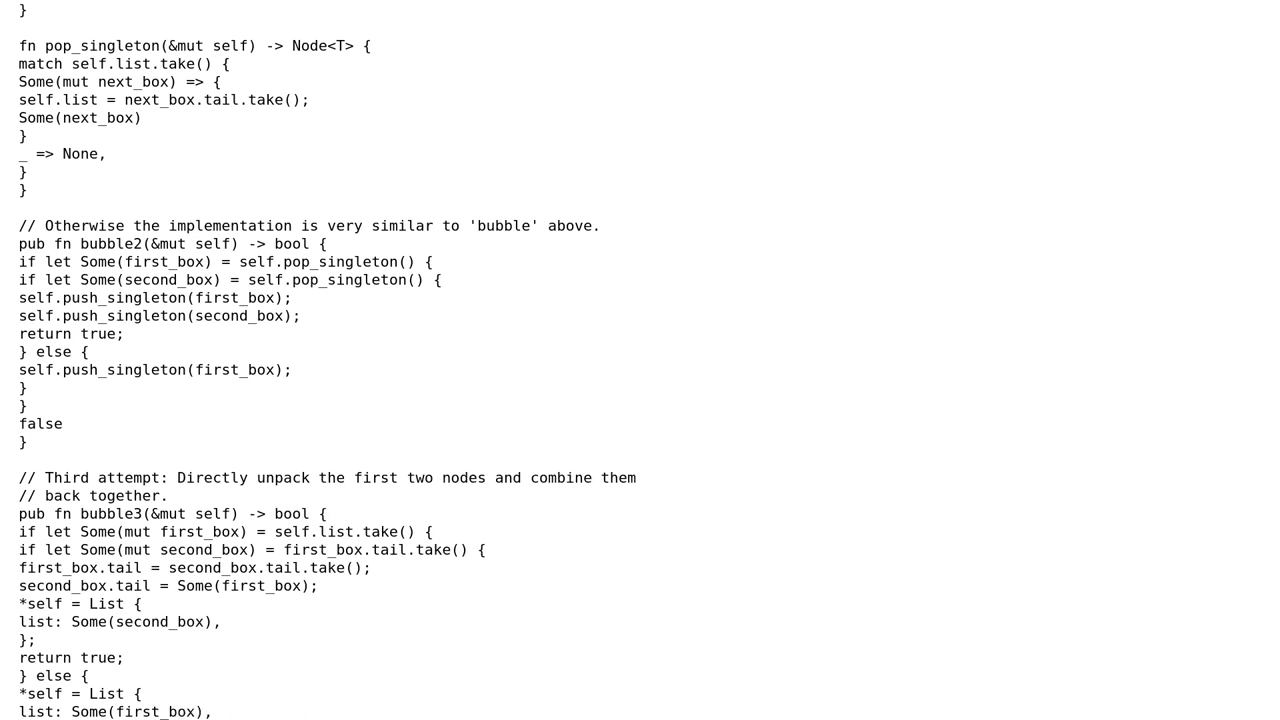 }

fn pop_singleton(&mut self) -> Node<T> {
match self.list.take() {
Some(mut next_box) => {
self.list = next_box.tail.take();
Some(next_box)
}
_ => None,
}
}

// Otherwise the implementation is very similar to 'bubble' above.
pub fn bubble2(&mut self) -> bool {
if let Some(first_box) = self.pop_singleton() {
if let Some(second_box) = self.pop_singleton() {
self.push_singleton(first_box);
self.push_singleton(second_box);
return true;
} else {
self.push_singleton(first_box);
}
}
false
}

// Third attempt: Directly unpack the first two nodes and combine them
// back together.
pub fn bubble3(&mut self) -> bool {
if let Some(mut first_box) = self.list.take() {
if let Some(mut second_box) = first_box.tail.take() {
first_box.tail = second_box.tail.take();
second_box.tail = Some(first_box);
*self = List {
list: Some(second_box),
};
return true;
} else {
*self = List {
list: Some(first_box),